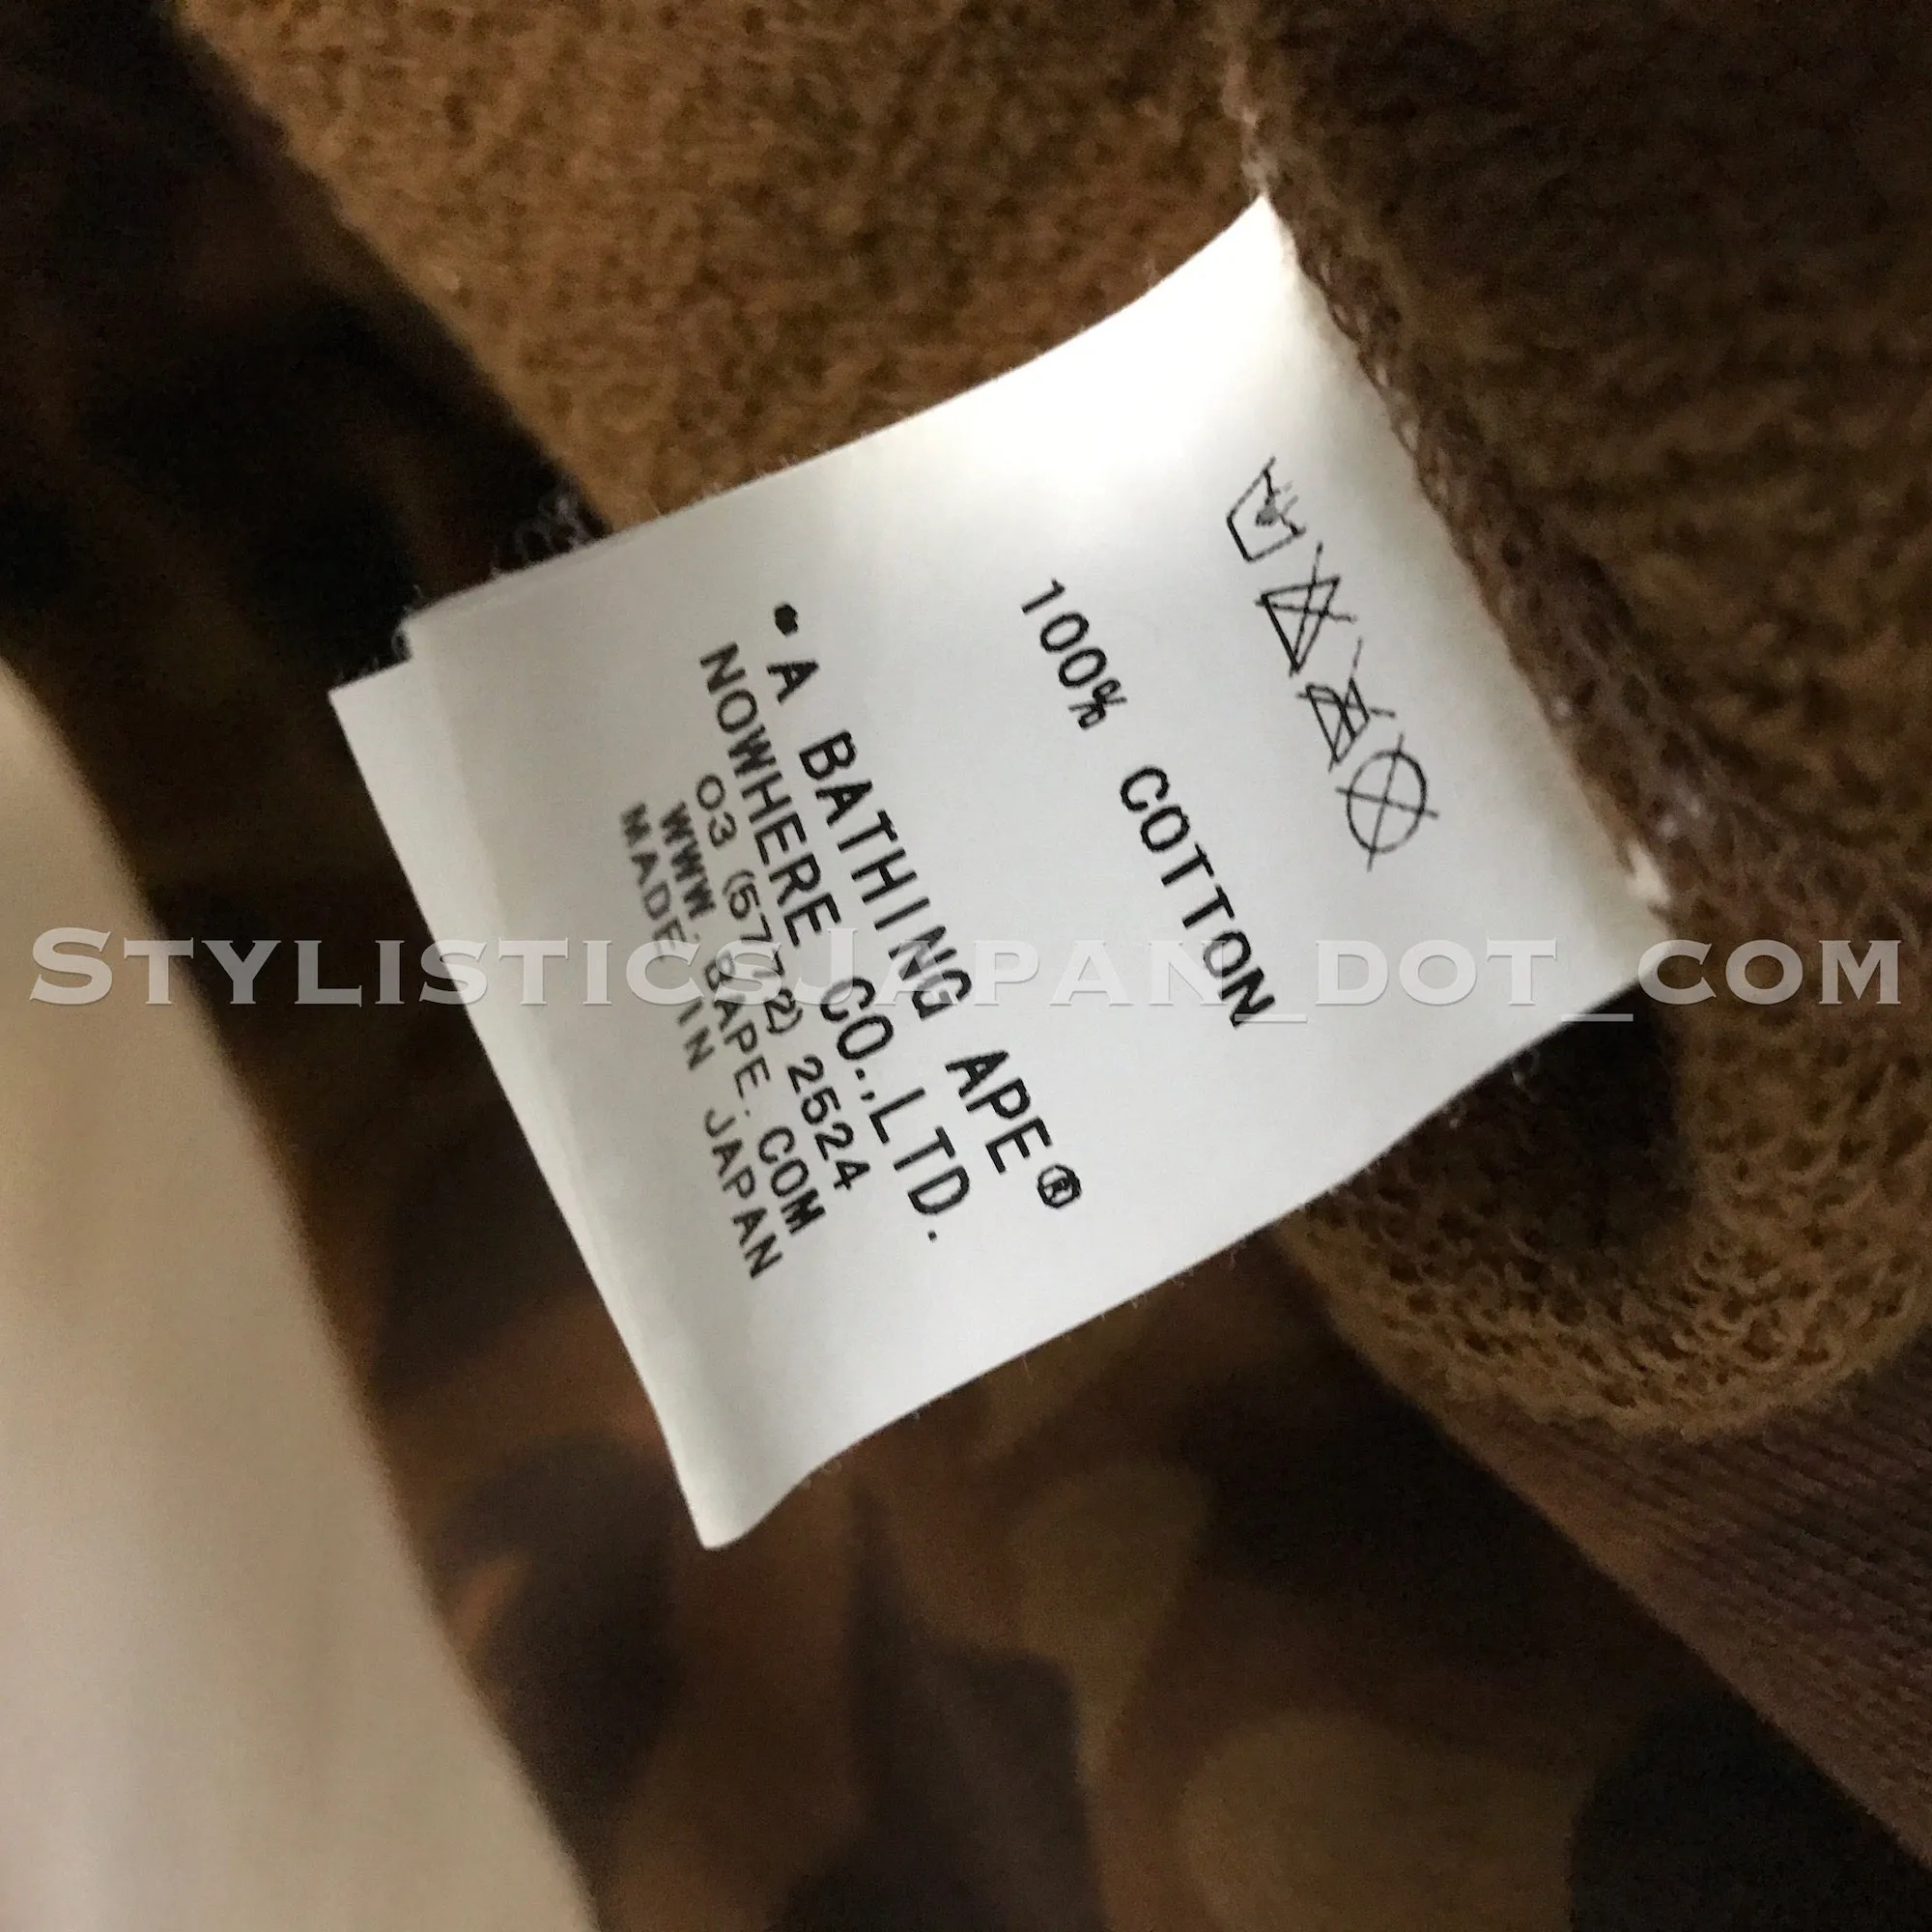 100% COTTON
A BATHING APE®
NOWHERE CO.,LTD.
03 (5772) 2524
WWW. BAPE. COM
MADE IN JAPAN
StylisticsJapan_dot_com